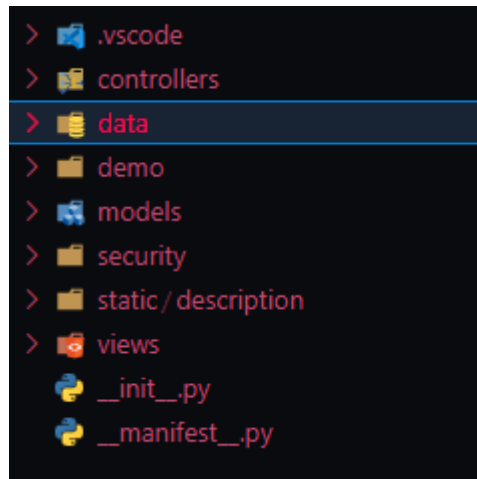 .vscode
controllers
data
demo
models
security
static / description
views
__init__.py
__manifest__.py